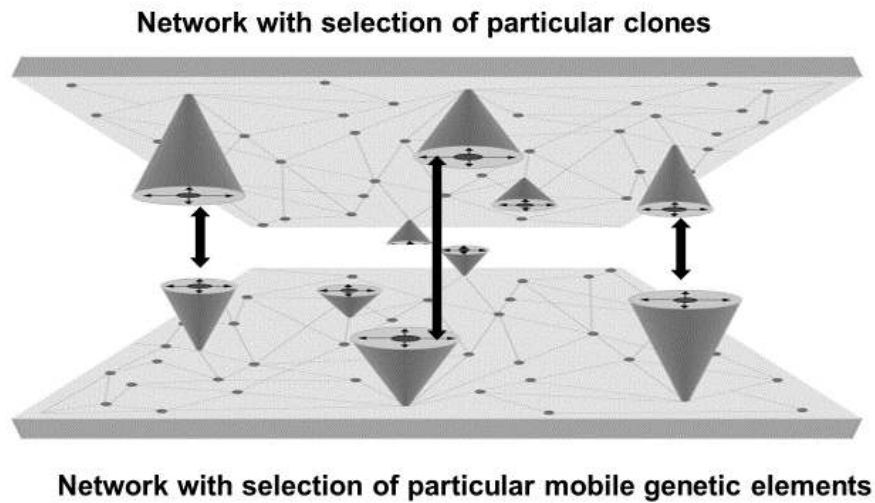 Network with selection of particular clones
Network with selection of particular mobile genetic elements